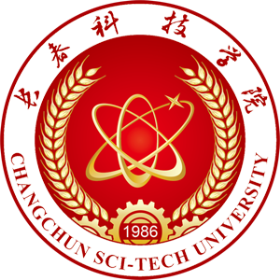 长春科技学院
1986
CHANGCHUN SCI-TECH UNIVERSITY